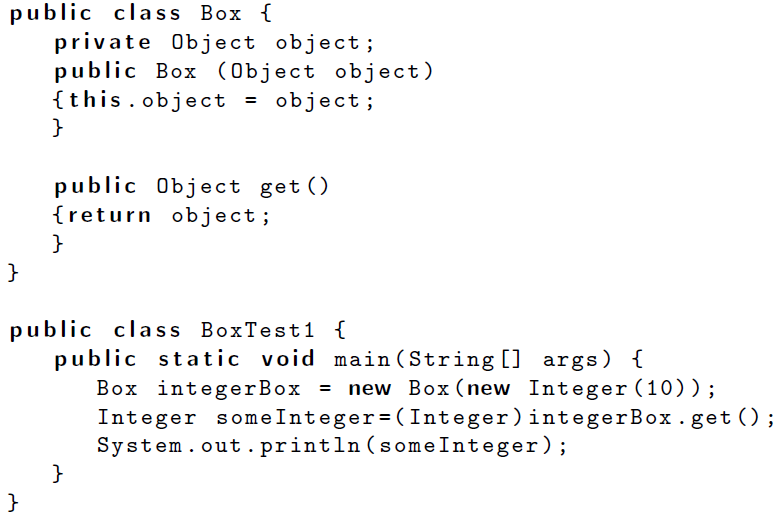 public class Box {
private Object object;
public Box (Object object)
{this.object = object;
}
public Object get()
{return object;
}
}
public class BoxTest1 {
public static void main(String[] args) {
Box integerBox = new Box(new Integer(10));
Integer someInteger=(Integer)integerBox.get();
System.out.println(someInteger);
}
}